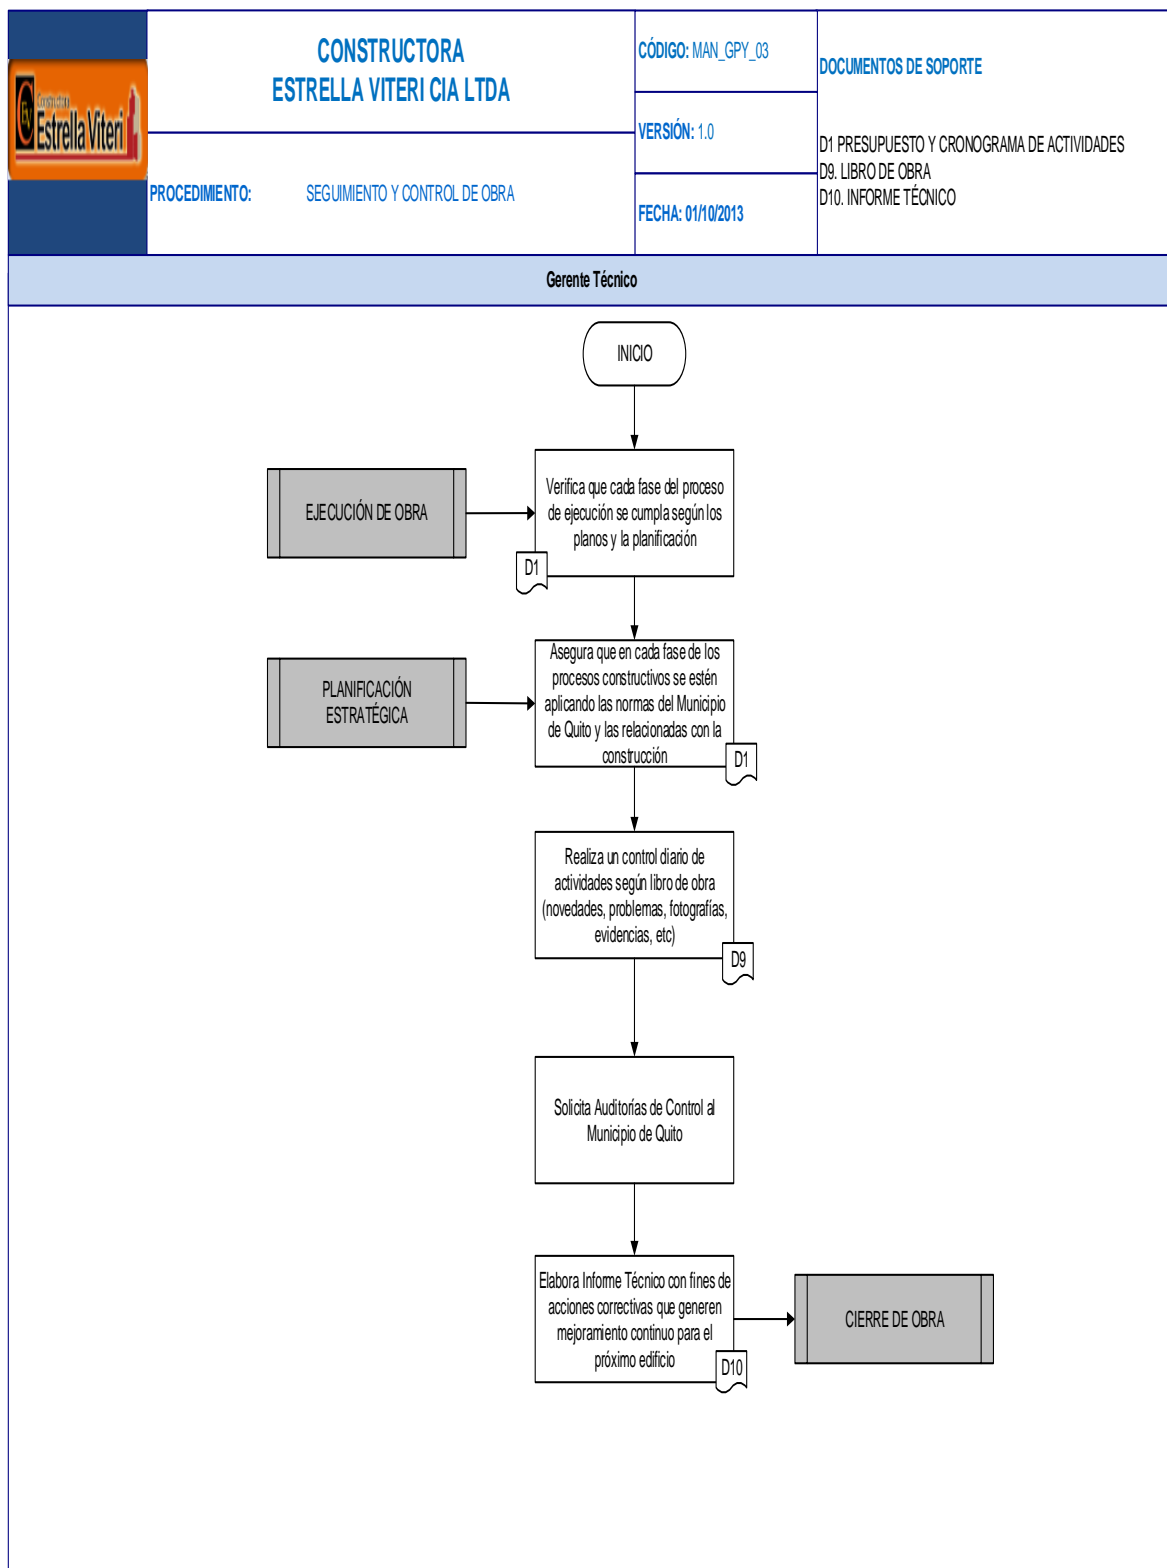 Constructora
EV
Estrella Viteri
CONSTRUCTORA
ESTRELLA VITERI CIA LTDA
PROCEDIMIENTO: SEGUIMIENTO Y CONTROL DE OBRA
CÓDIGO: MAN_GPY_03
VERSIÓN: 1.0
FECHA: 01/10/2013
DOCUMENTOS DE SOPORTE
D1 PRESUPUESTO Y CRONOGRAMA DE ACTIVIDADES
D9. LIBRO DE OBRA
D10. INFORME TÉCNICO
Gerente Técnico
INICIO
EJECUCIÓN DE OBRA
Verifica que cada fase del proceso
de ejecución se cumpla según los
planos y la planificación
D1
PLANIFICACIÓN
ESTRATÉGICA
Asegura que en cada fase de los
procesos constructivos se estén
aplicando las normas del Municipio
de Quito y las relacionadas con la
construcción
D1
Realiza un control diario de
actividades según libro de obra
(novedades, problemas, fotografías,
evidencias, etc)
D9
Solicita Auditorías de Control al
Municipio de Quito
Elabora Informe Técnico con fines de
acciones correctivas que generen
mejoramiento continuo para el
próximo edificio
D10
CIERRE DE OBRA